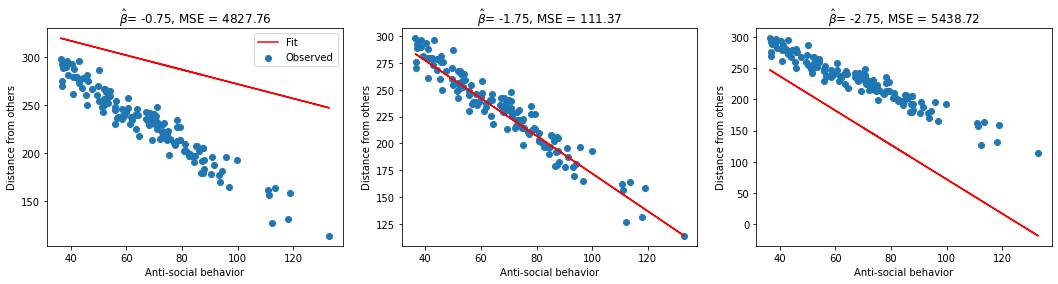 β̂= -0.75, MSE = 4827.76
Fit
Observed
300
250
200
150
Distance from others
40 60 80 100 120
Anti-social behavior
β̂= -1.75, MSE = 111.37
300
275
250
225
200
175
150
125
Distance from others
40 60 80 100 120
Anti-social behavior
β̂= -2.75, MSE = 5438.72
300
250
200
150
100
50
0
Distance from others
40 60 80 100 120
Anti-social behavior